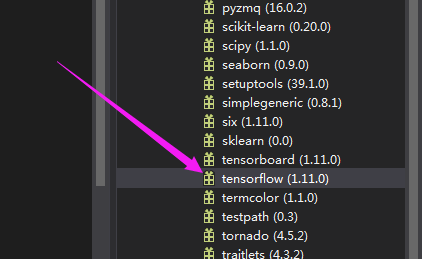 pyzmq (16.0.2)
scikit-learn (0.20.0)
scipy (1.1.0)
seaborn (0.9.0)
setuptools (39.1.0)
simplegeneric (0.8.1)
six (1.11.0)
sklearn (0.0)
tensorboard (1.11.0)
tensorflow (1.11.0)
termcolor (1.1.0)
testpath (0.3)
tornado (4.5.2)
traitlets (4.3.2)